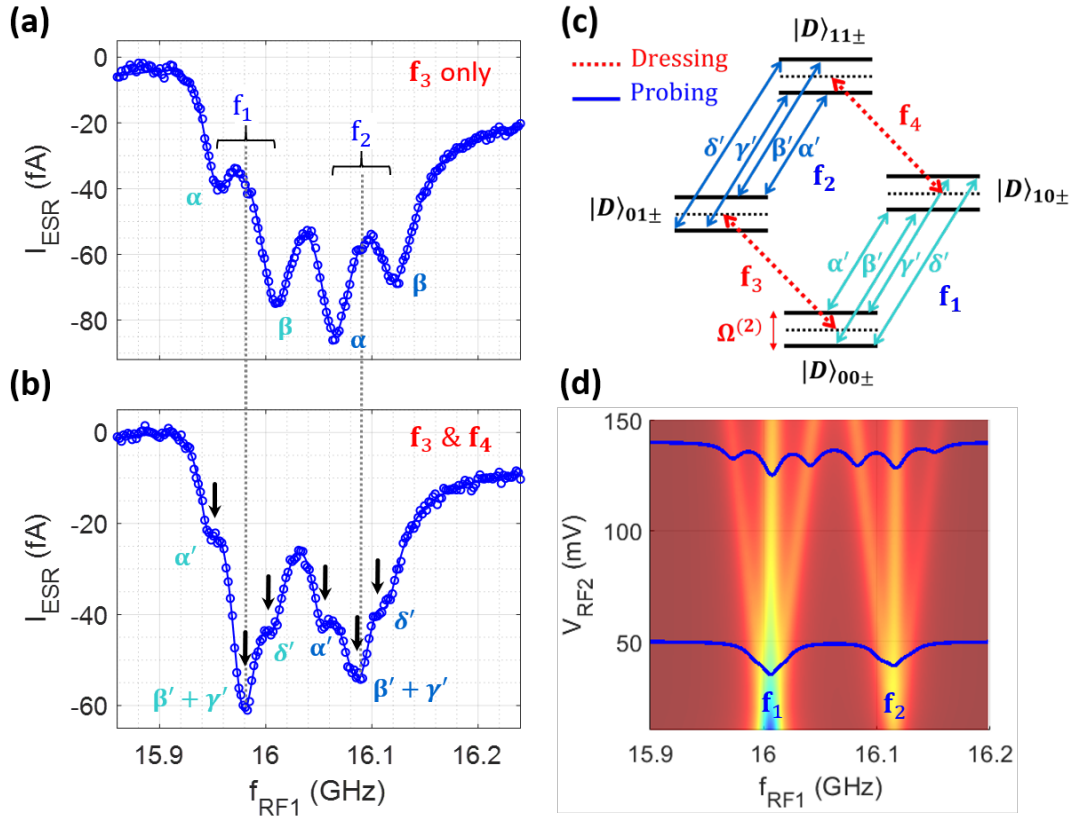 (a)
f₃ only
f₁
f₂
α
β
α
β
0
-20
-40
-60
-80
I_ESR (fA)
(b)
f₃ & f₄
α′
β′ + γ′
δ′
α′
β′ + γ′
δ′
0
-20
-40
-60
I_ESR (fA)
15.9
16
16.1
16.2
f_RF1 (GHz)
(c)
Dressing
Probing
|D⟩₁₁±
|D⟩₀₁±
|D⟩₁₀±
|D⟩₀₀±
δ′ γ′ β′ α′
f₂
f₄
f₃
α′ β′ γ′ δ′
f₁
Ω⁽²⁾
(d)
150
100
50
V_RF2 (mV)
f₁
f₂
15.9
16
16.1
16.2
f_RF1 (GHz)